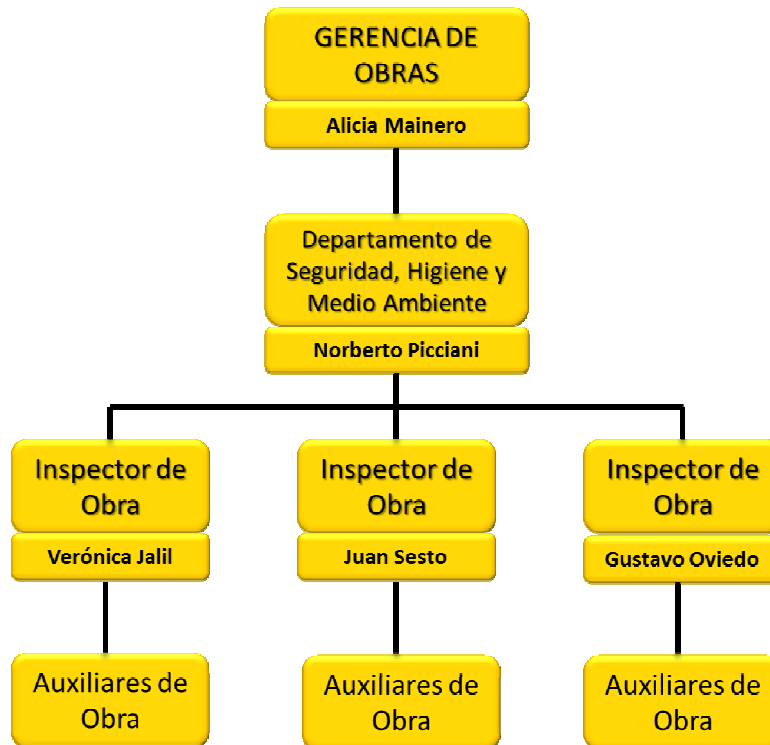 GERENCIA DE
OBRAS
Alicia Mainero
Departamento de
Seguridad, Higiene y
Medio Ambiente
Norberto Picciani
Inspector de
Obra
Verónica Jalil
Inspector de
Obra
Juan Sesto
Inspector de
Obra
Gustavo Oviedo
Auxiliares de
Obra
Auxiliares de
Obra
Auxiliares de
Obra